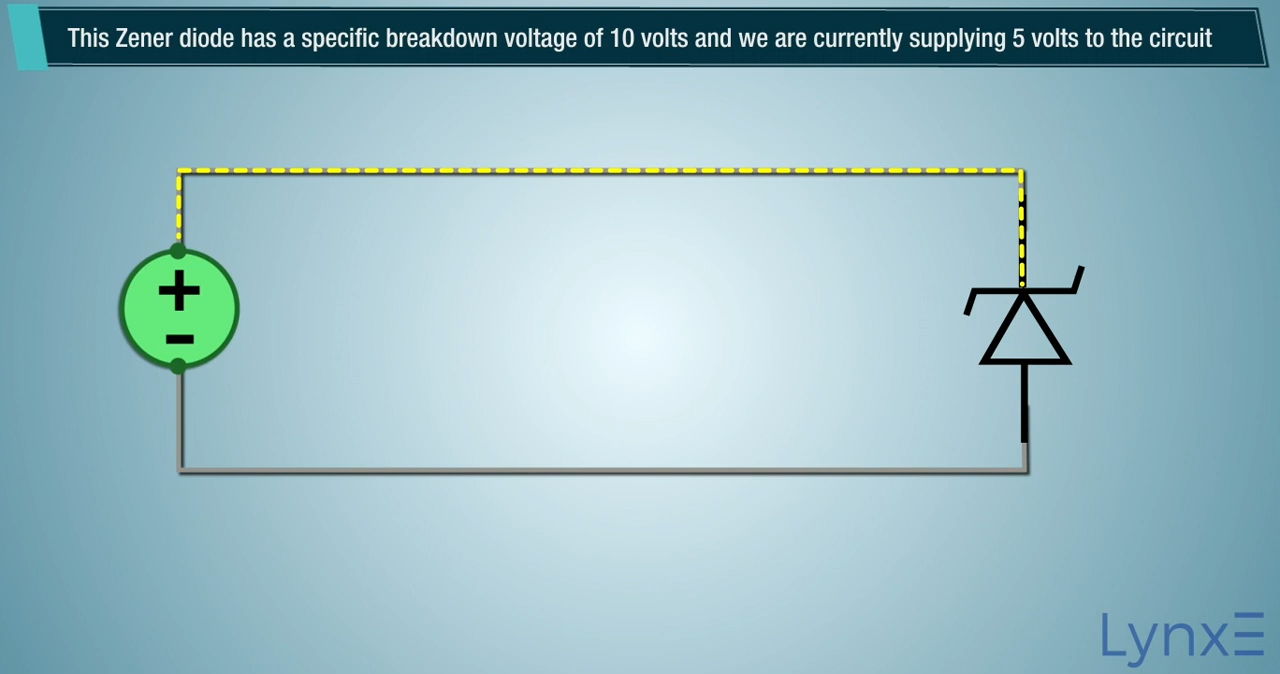 This Zener diode has a specific breakdown voltage of 10 volts and we are currently supplying 5 volts to the circuit
+
-
LynxE